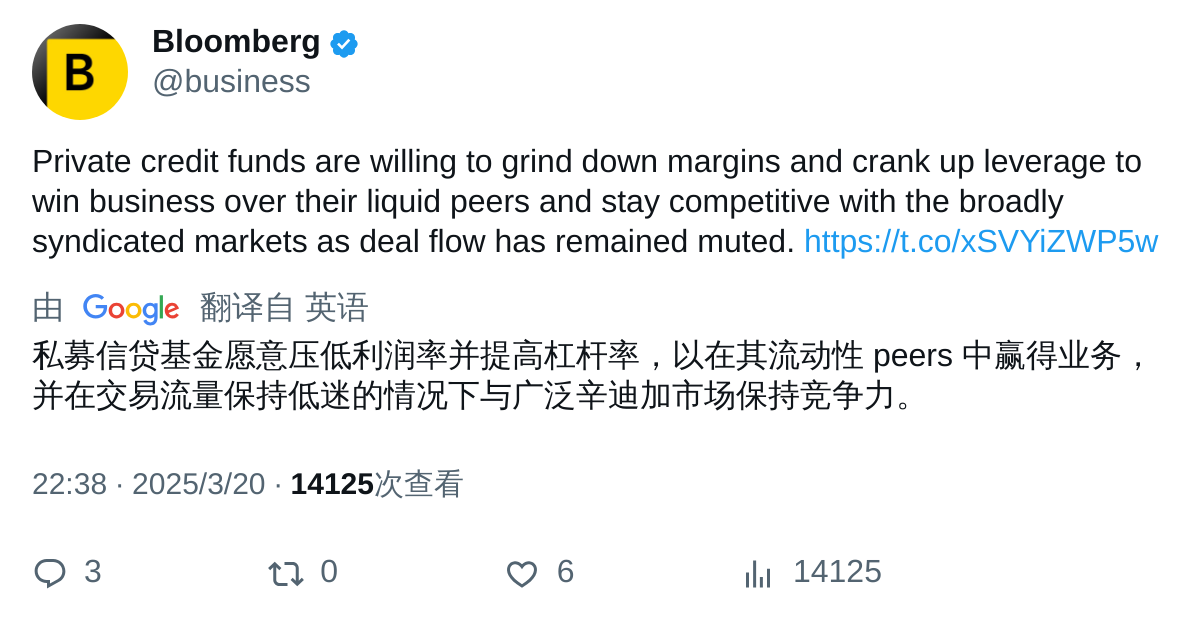 B
Bloomberg
@business
Private credit funds are willing to grind down margins and crank up leverage to
win business over their liquid peers and stay competitive with the broadly
syndicated markets as deal flow has remained muted. https://t.co/xSVYiZWP5w
由 Google 翻译自 英语
私募信贷基金愿意压低利润率并提高杠杆率，以在其流动性 peers 中赢得业务，
并在交易流量保持低迷的情况下与广泛辛迪加市场保持竞争力。
22:38 · 2025/3/20 · 14125次查看
3 0 6 14125